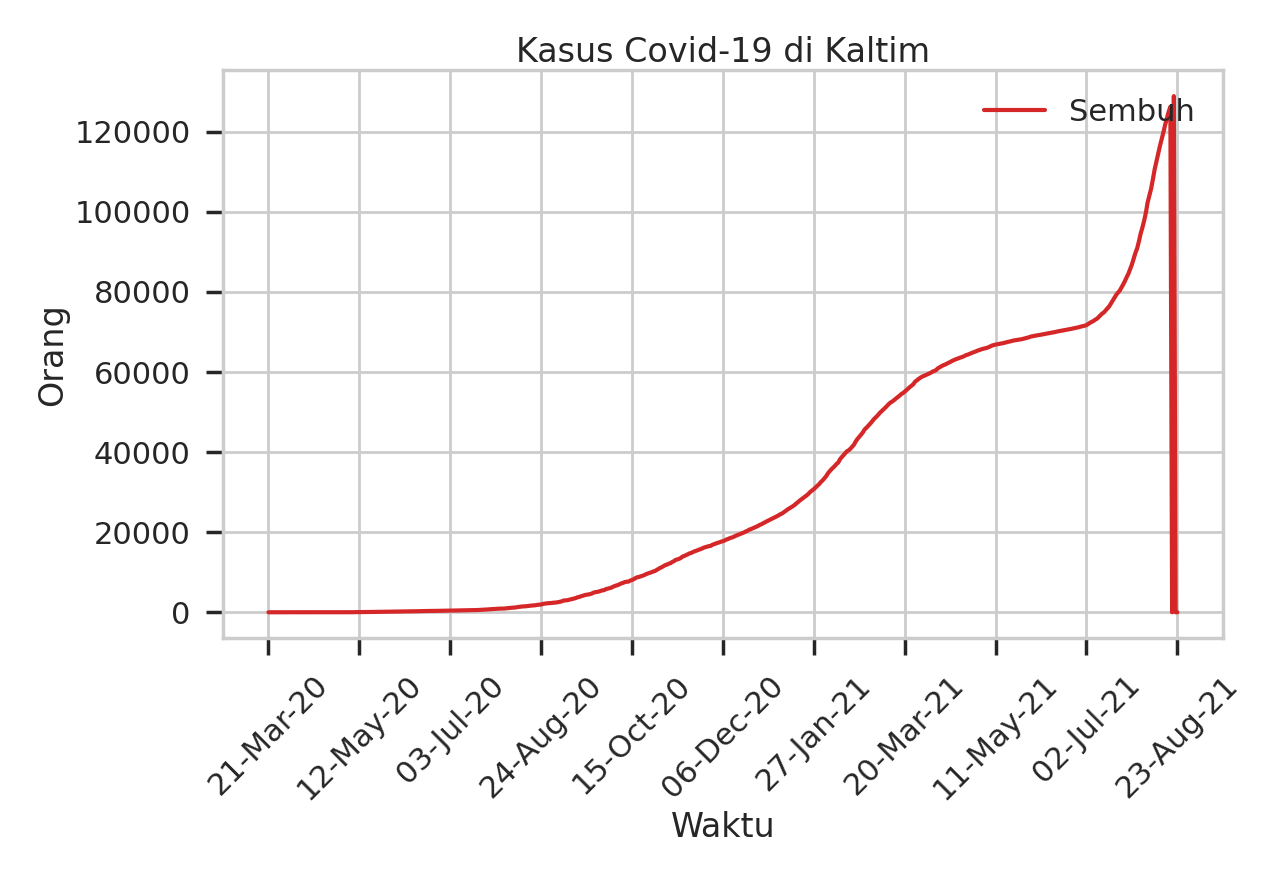 Kasus Covid-19 di Kaltim
Sembuh
120000
100000
80000
60000
40000
20000
0
Orang
21-Mar-20
12-May-20
03-Jul-20
24-Aug-20
15-Oct-20
06-Dec-20
27-Jan-21
20-Mar-21
11-May-21
02-Jul-21
23-Aug-21
Waktu